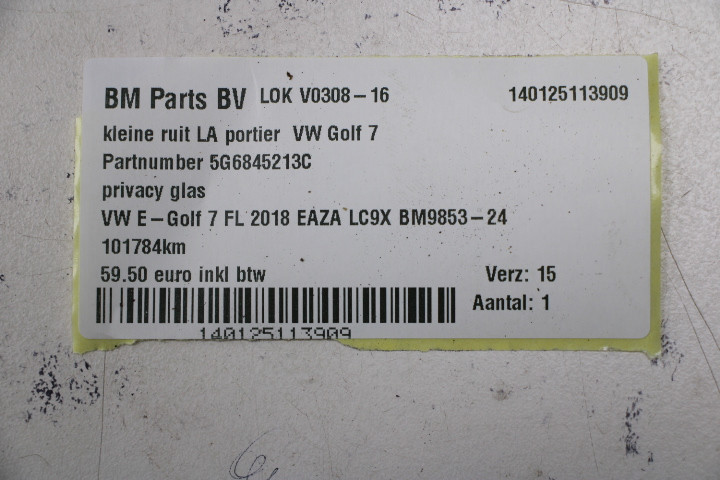 BM Parts BV LOK V0308-16 140125113909
kleine ruit LA portier VW Golf 7
Partnumber 5G6845213C
privacy glas
VW E-Golf 7 FL 2018 EAZA LC9X BM9853-24
101784km
59.50 euro inkl btw Verz: 15
Aantal: 1
140125113909